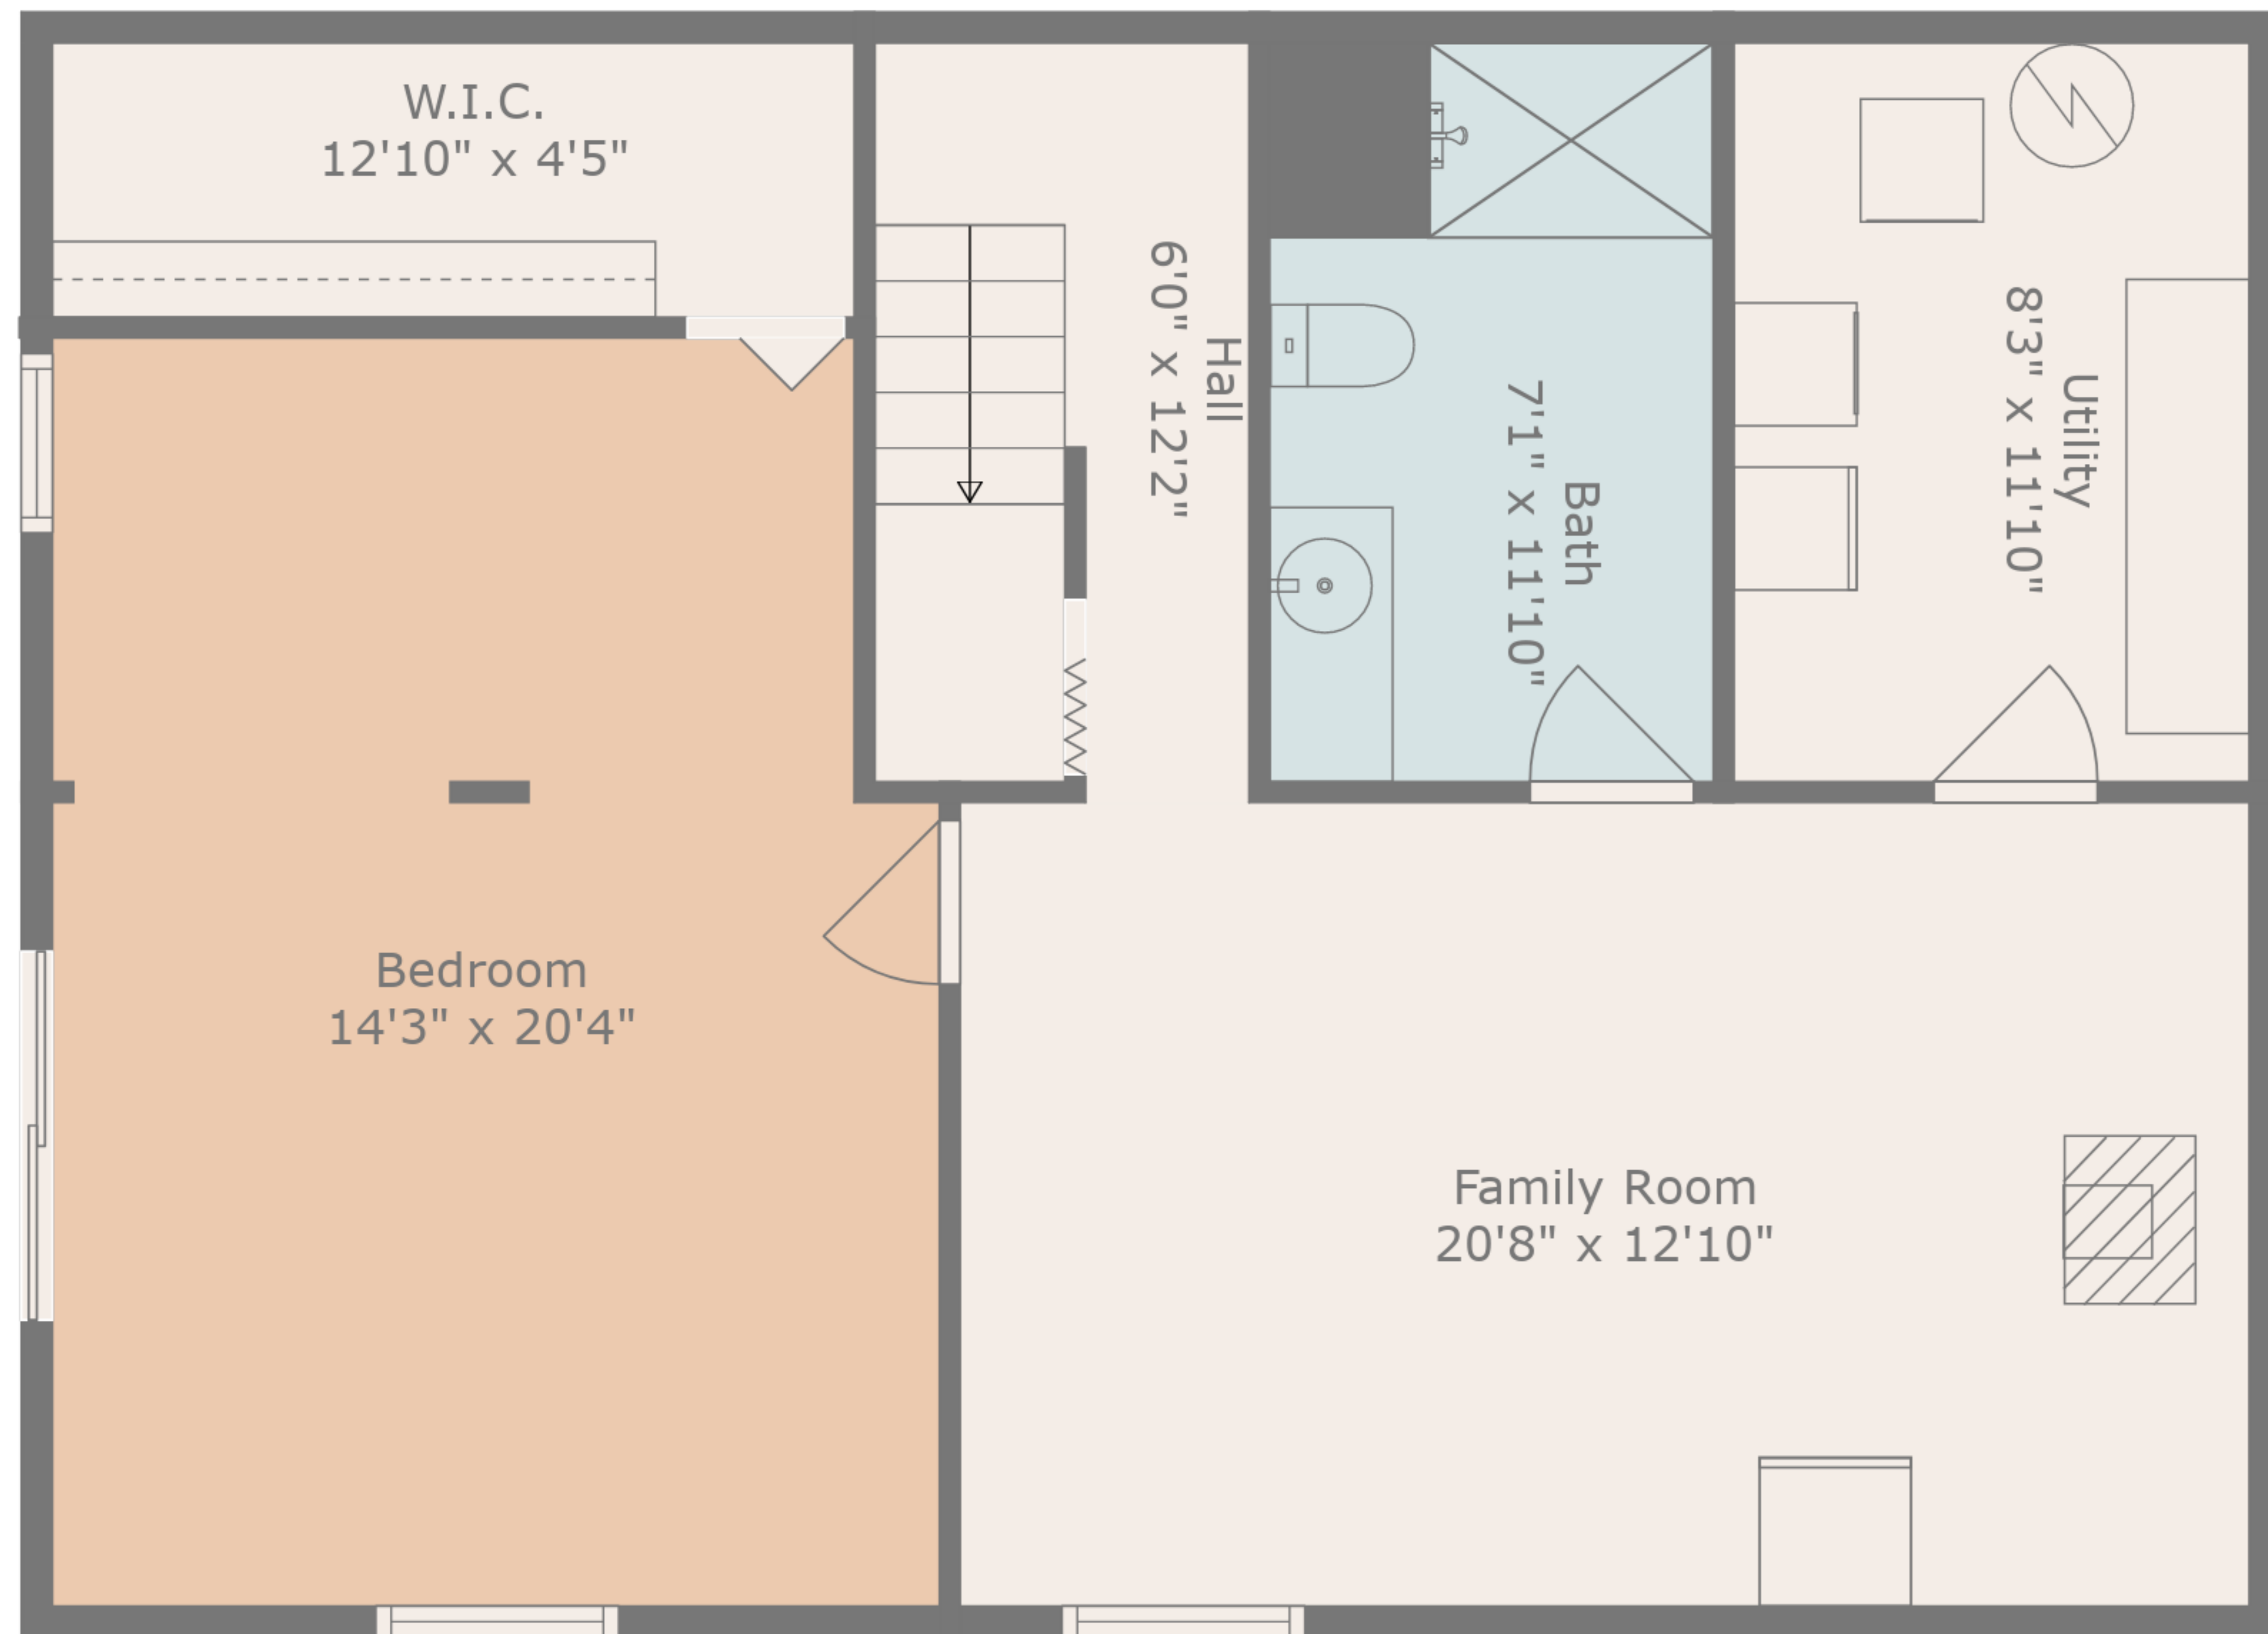 W.I.C.
12'10" x 4'5"
Hall
6'0" x 12'2"
Bath
7'1" x 11'10"
Utility
8'3" x 11'10"
Bedroom
14'3" x 20'4"
Family Room
20'8" x 12'10"